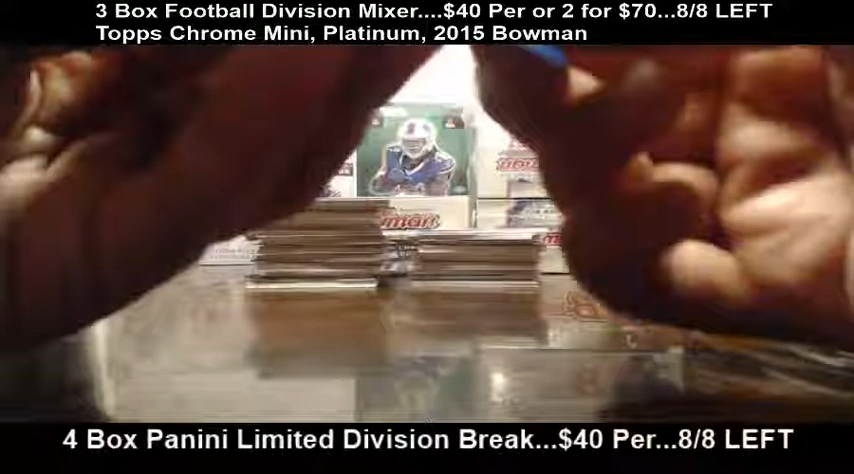 3 Box Football Division Mixer....$40 Per or 2 for $70...8/8 LEFT
Topps Chrome Mini, Platinum, 2015 Bowman
4 Box Panini Limited Division Break...$40 Per...8/8 LEFT